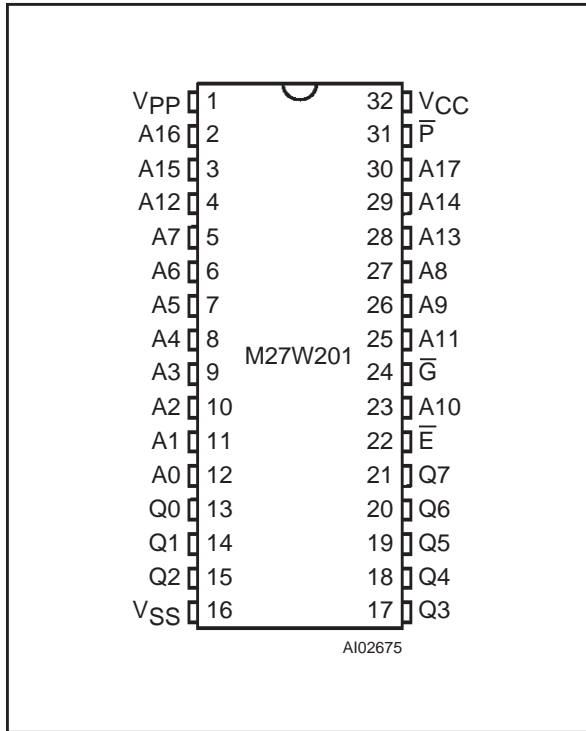 VPP 1 32 VCC
A16 2 31 P̅
A15 3 30 A17
A12 4 29 A14
A7 5 28 A13
A6 6 27 A8
A5 7 26 A9
A4 8 25 A11
M27W201
A3 9 24 G̅
A2 10 23 A10
A1 11 22 E̅
A0 12 21 Q7
Q0 13 20 Q6
Q1 14 19 Q5
Q2 15 18 Q4
VSS 16 17 Q3
AI02675